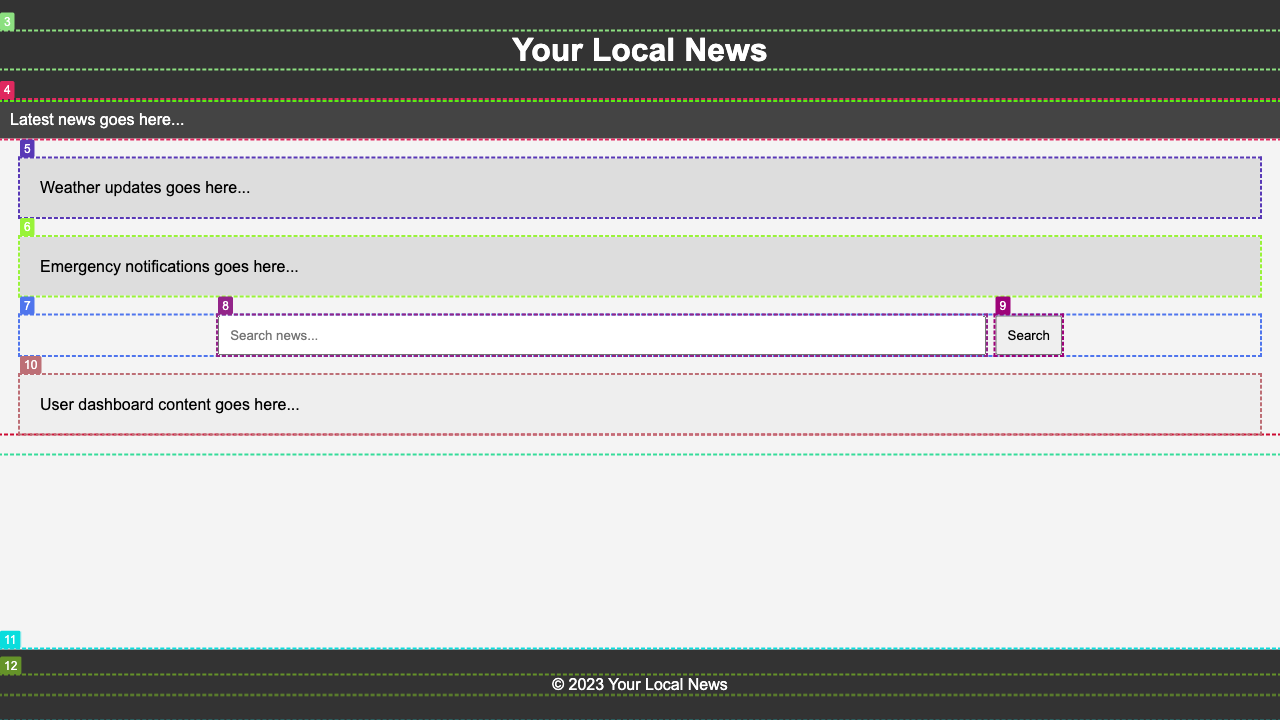 3
Your Local News
4
Latest news goes here...
5
Weather updates goes here...
6
Emergency notifications goes here...
7 8 9
Search news... Search
10
User dashboard content goes here...
11
12
© 2023 Your Local News